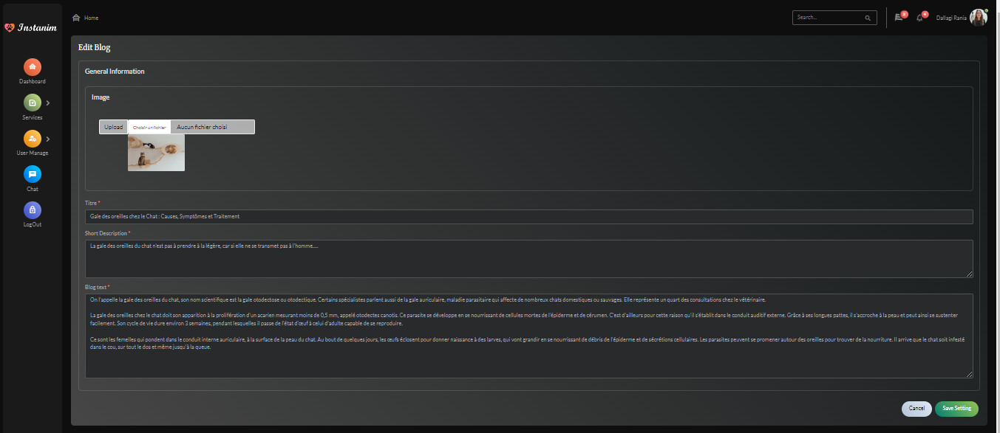 Instanim
Home
Search...
Dallagi Rania
Dashboard
Services
User Manage
Chat
LogOut
Edit Blog
General Information
Image
Upload Choisir un fichier Aucun fichier choisi
Titre *
Gale des oreilles chez le Chat : Causes, Symptômes et Traitement
Short Description *
La gale des oreilles du chat n'est pas à prendre à la légère, car si elle ne se transmet pas à l'homme.....
Blog text *
On l'appelle la gale des oreilles du chat, son nom scientifique est la gale otodectose ou otodectique. Certains spécialistes parlent aussi de la gale auriculaire, maladie parasitaire qui affecte de nombreux chats domestiques ou sauvages. Elle représente un quart des consultations chez le vétérinaire.
La gale des oreilles chez le chat doit son apparition à la prolifération d'un acarien mesurant moins de 0,5 mm, appelé otodectes canotis. Ce parasite se développe en se nourrissant de cellules mortes de l'épiderme et de cérumen. C'est d'ailleurs pour cette raison qu'il s'établit dans le conduit auditif externe. Grâce à ses longues pattes, il s'accroche à la peau et peut ainsi se sustenter
facilement. Son cycle de vie dure environ 3 semaines, pendant lesquelles il passe de l'état d'œuf à celui d'adulte capable de se reproduire.
Ce sont les femelles qui pondent dans le conduit interne auriculaire, à la surface de la peau du chat. Au bout de quelques jours, les œufs éclosent pour donner naissance à des larves, qui vont grandir en se nourrissant de débris de l'épiderme et de sécrétions cellulaires. Les parasites peuvent se promener autour des oreilles pour trouver de la nourriture. Il arrive que le chat soit infesté
dans le cou, sur tout le dos et même jusqu'à la queue.
Cancel
Save Setting